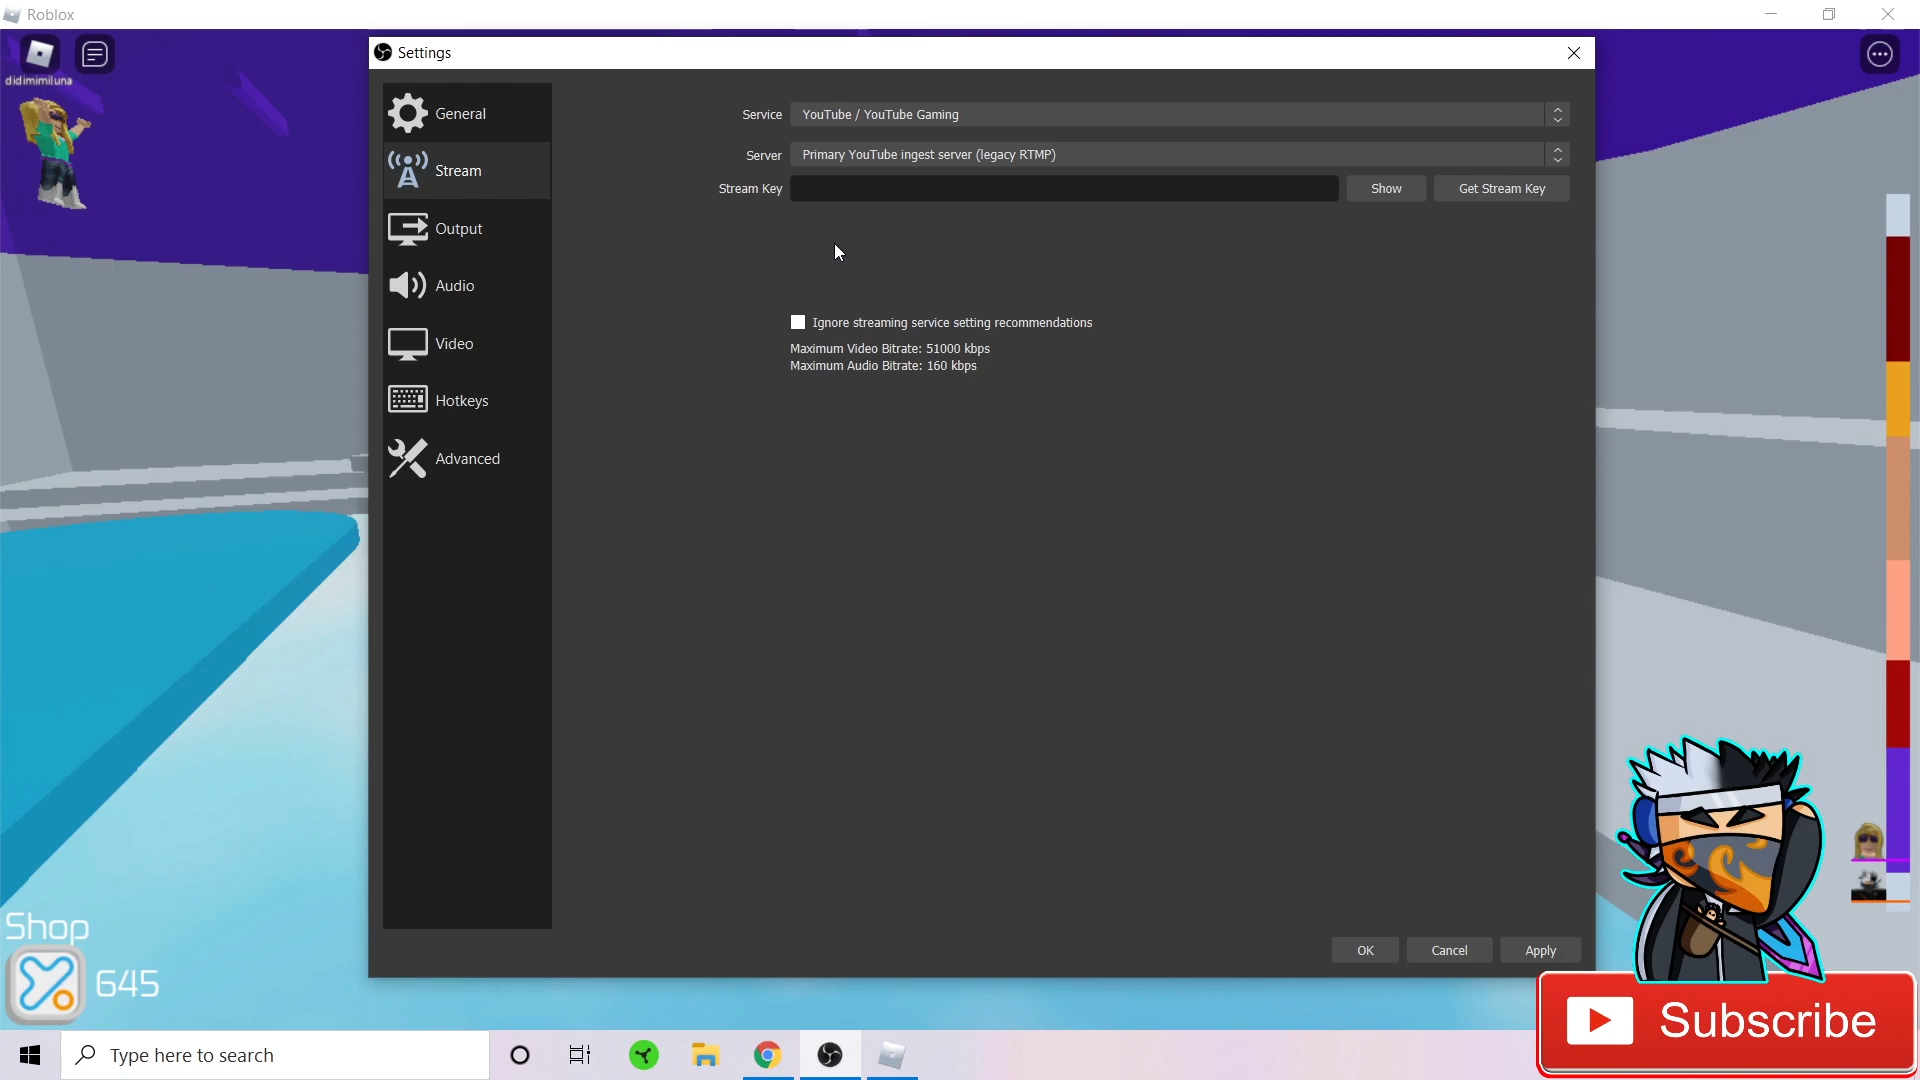 Roblox
didimimiluna
Settings
General
Stream
Output
Audio
Video
Hotkeys
Advanced
Service YouTube / YouTube Gaming
Server Primary YouTube ingest server (legacy RTMP)
Stream Key Show Get Stream Key
Ignore streaming service setting recommendations
Maximum Video Bitrate: 51000 kbps
Maximum Audio Bitrate: 160 kbps
OK Cancel Apply
Shop
645
Subscribe
Type here to search